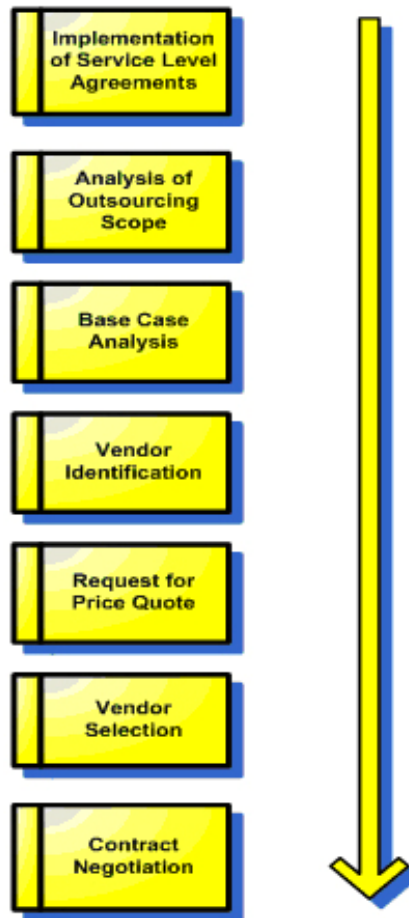 Implementation
of Service Level
Agreements
Analysis of
Outsourcing
Scope
Base Case
Analysis
Vendor
Identification
Request for
Price Quote
Vendor
Selection
Contract
Negotiation